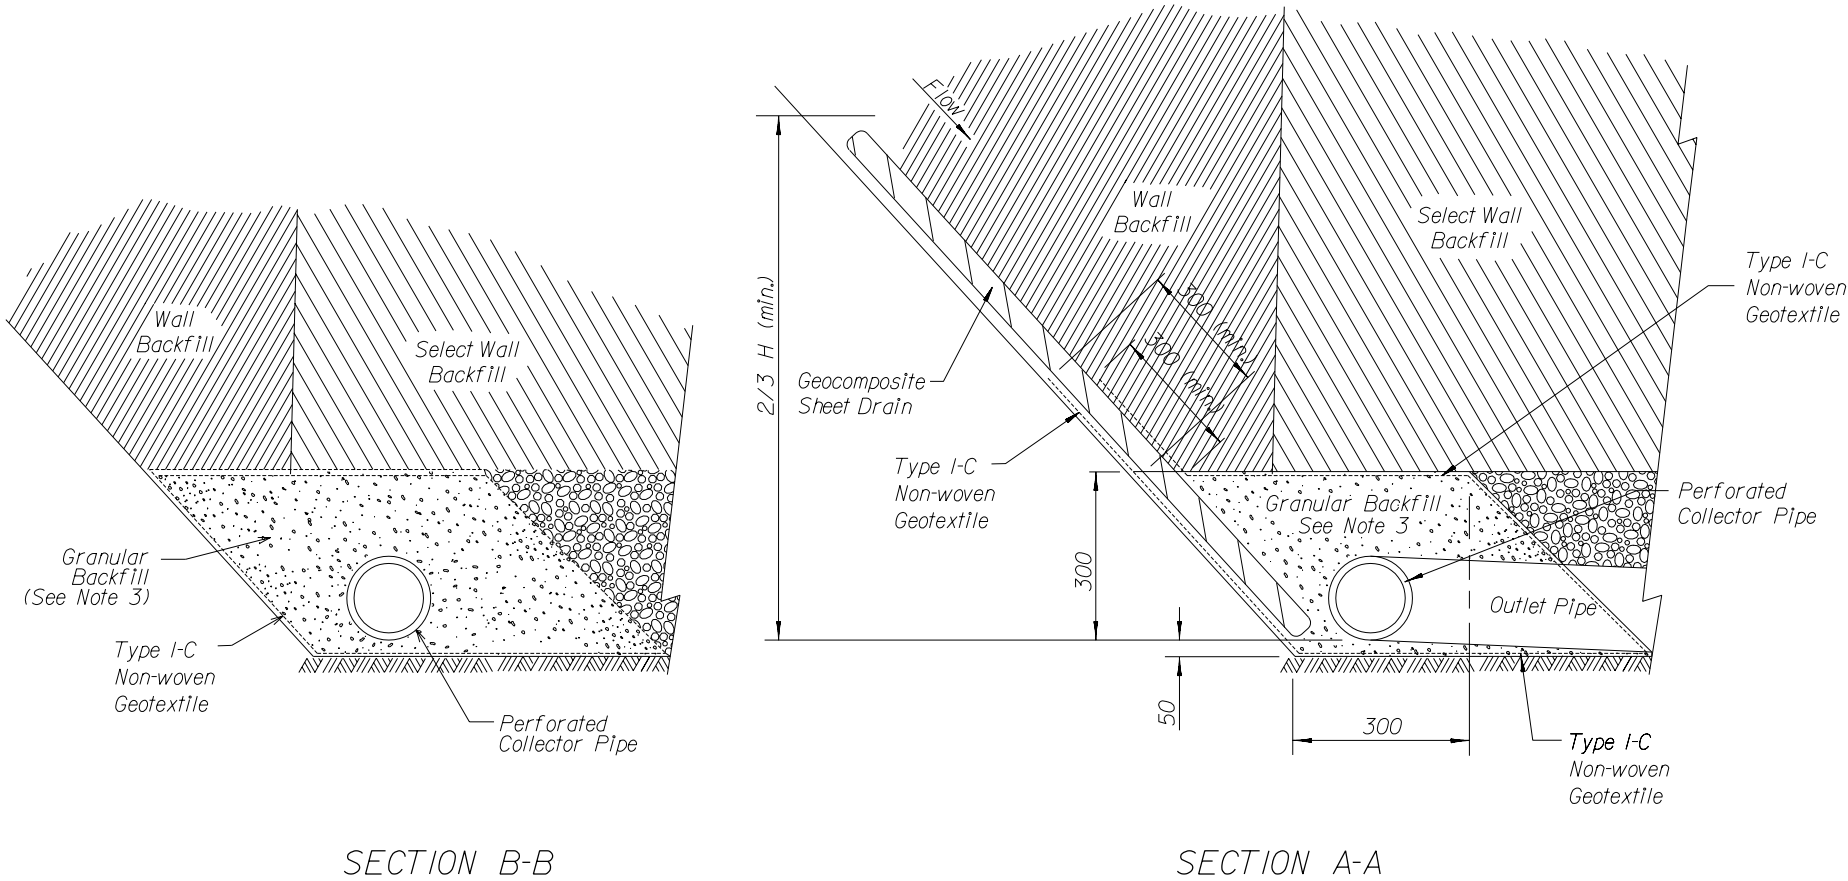 Wall
Backfill
Select Wall
Backfill
Granular
Backfill
(See Note 3)
Type I-C
Non-woven
Geotextile
Perforated
Collector Pipe
SECTION B-B
Flow
2/3 H (min.)
Wall
Backfill
Select Wall
Backfill
300 (min.)
300 (min.)
Geocomposite
Sheet Drain
Type I-C
Non-woven
Geotextile
Type I-C
Non-woven
Geotextile
Granular Backfill
See Note 3
Perforated
Collector Pipe
300
Outlet Pipe
50
300
Type I-C
Non-woven
Geotextile
SECTION A-A